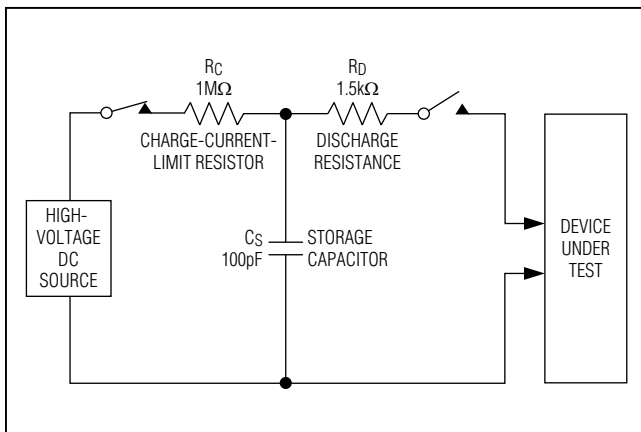 RC
1MΩ
CHARGE-CURRENT-
LIMIT RESISTOR
RD
1.5kΩ
DISCHARGE
RESISTANCE
HIGH-
VOLTAGE
DC
SOURCE
CS
100pF
STORAGE
CAPACITOR
DEVICE
UNDER
TEST